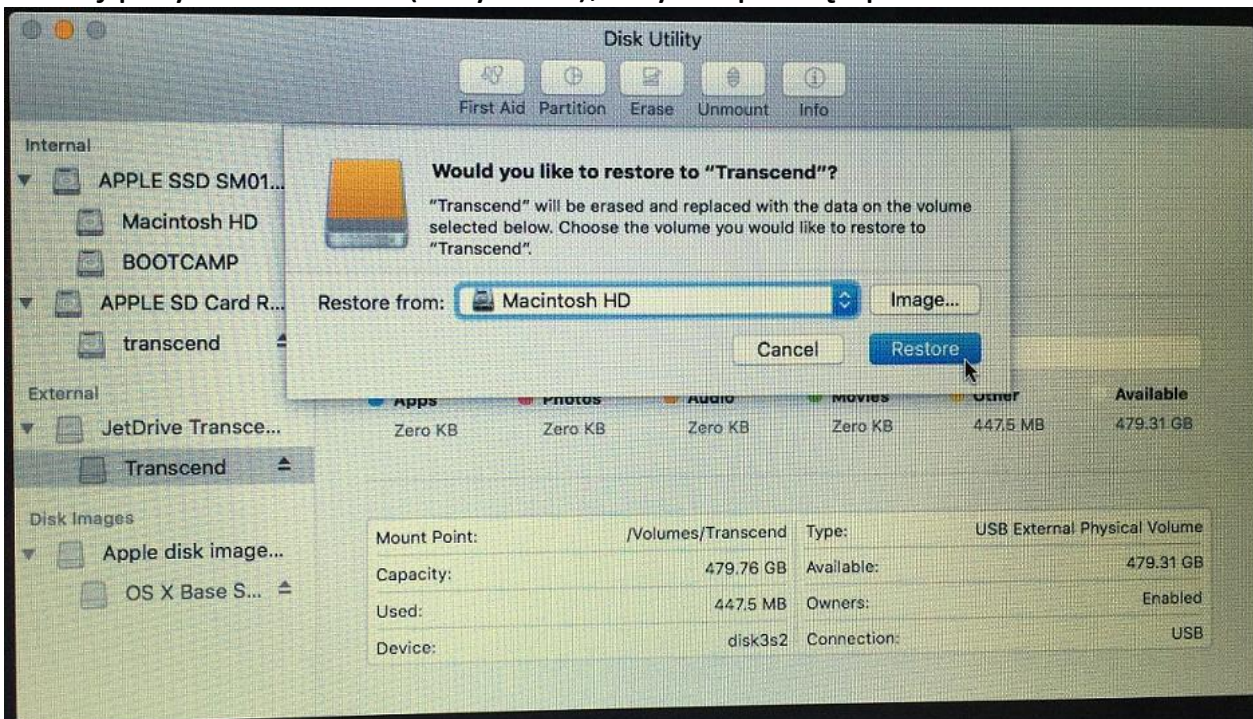 Disk Utility
First Aid Partition Erase Unmount Info
Internal
APPLE SSD SM01...
Macintosh HD
BOOTCAMP
APPLE SD Card R...
transcend
External
JetDrive Transce...
Transcend
Disk Images
Apple disk image...
OS X Base S...
Would you like to restore to "Transcend"?
"Transcend" will be erased and replaced with the data on the volume
selected below. Choose the volume you would like to restore to
"Transcend".
Restore from: Macintosh HD Image...
Cancel Restore
Apps Photos Audio Movies Other Available
Zero KB Zero KB Zero KB Zero KB 447.5 MB 479.31 GB
Mount Point: /Volumes/Transcend Type: USB External Physical Volume
Capacity: 479.76 GB Available: 479.31 GB
Used: 447.5 MB Owners: Enabled
Device: disk3s2 Connection: USB